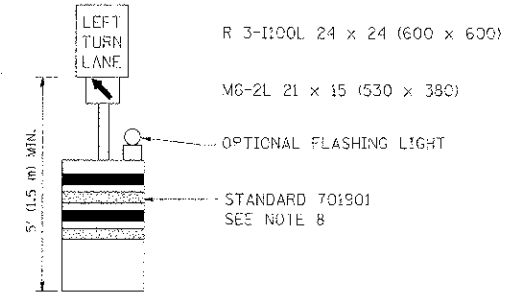 LEFT
TURN
LANE
R 3-I100L 24 x 24 (600 x 600)
M6-2L 21 x 15 (530 x 380)
OPTIONAL FLASHING LIGHT
STANDARD 701901
SEE NOTE 8
5' (1.5 m) MIN.